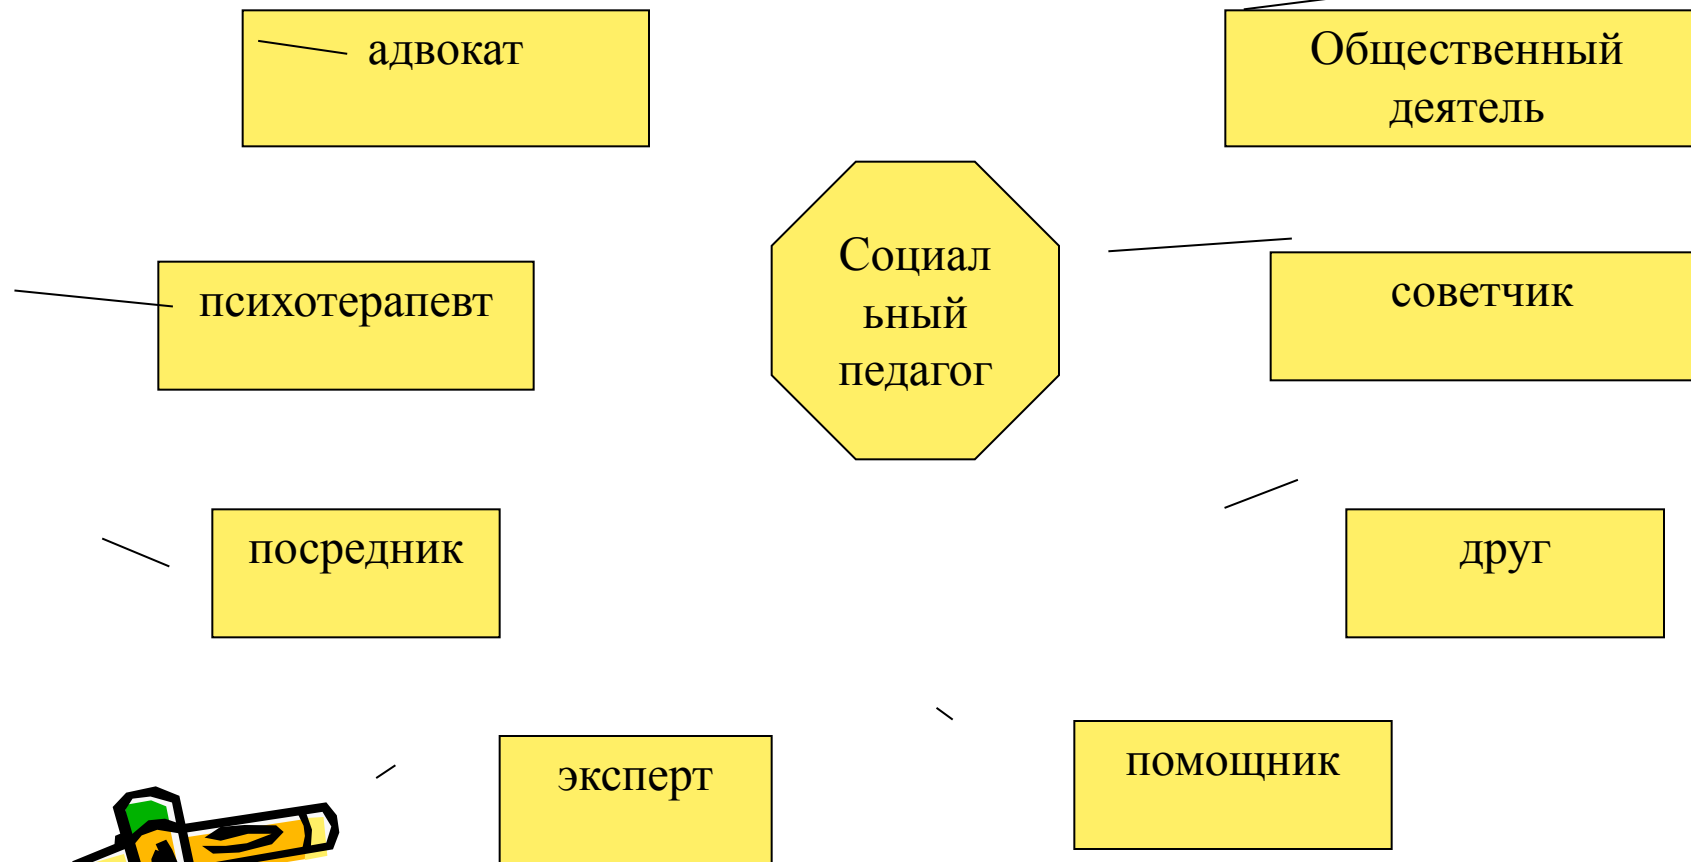 адвокат
Общественный
деятель
Социал
ьный
педагог
психотерапевт
советчик
посредник
друг
эксперт
помощник